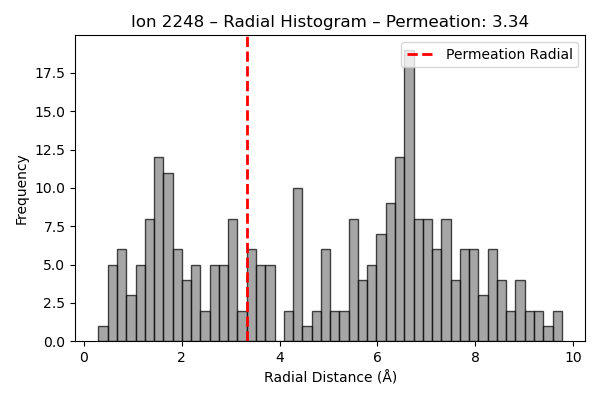 Ion 2248 – Radial Histogram – Permeation: 3.34
Permeation Radial
Frequency
17.5
15.0
12.5
10.0
7.5
5.0
2.5
0.0
0 2 4 6 8 10
Radial Distance (Å)